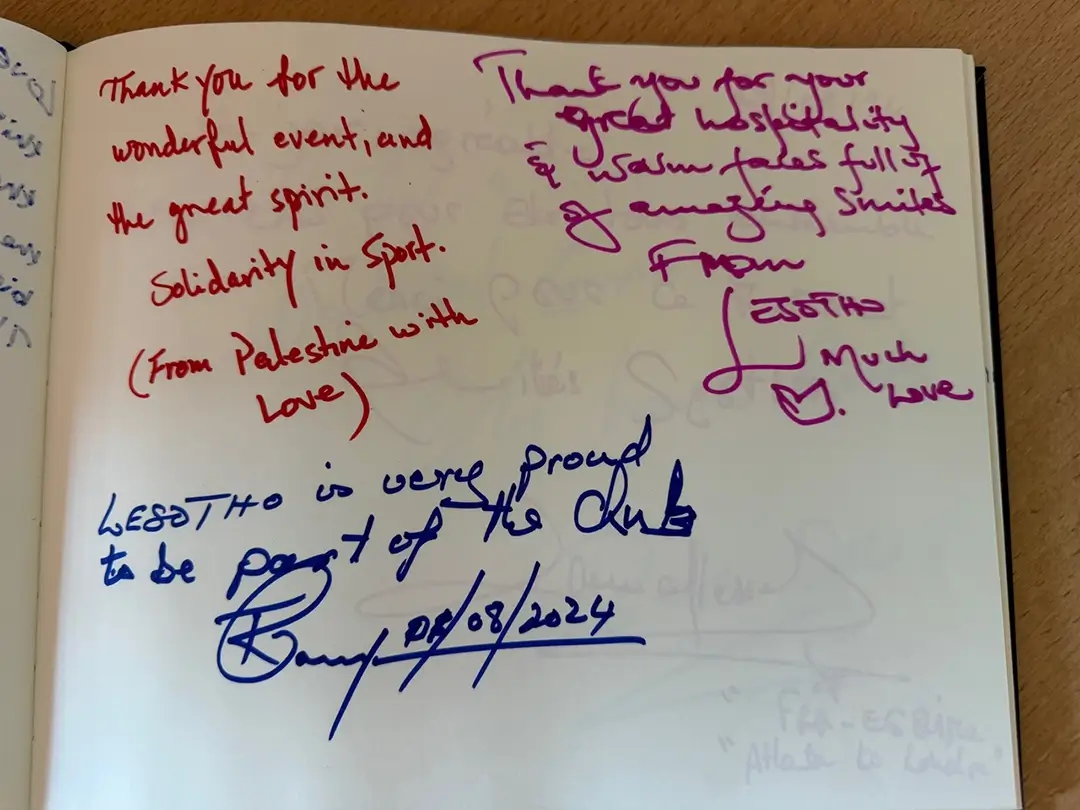 Thank you for the
wonderful event, and
the great spirit.
Solidarity in Sport.
(From Palestine with
Love)
Thank you for your
great hospitality
& warm faces full of
of amazing smiles
From
LESOTHO
Much
Love
LESOTHO is very proud
to be part of the Club
/08/2024